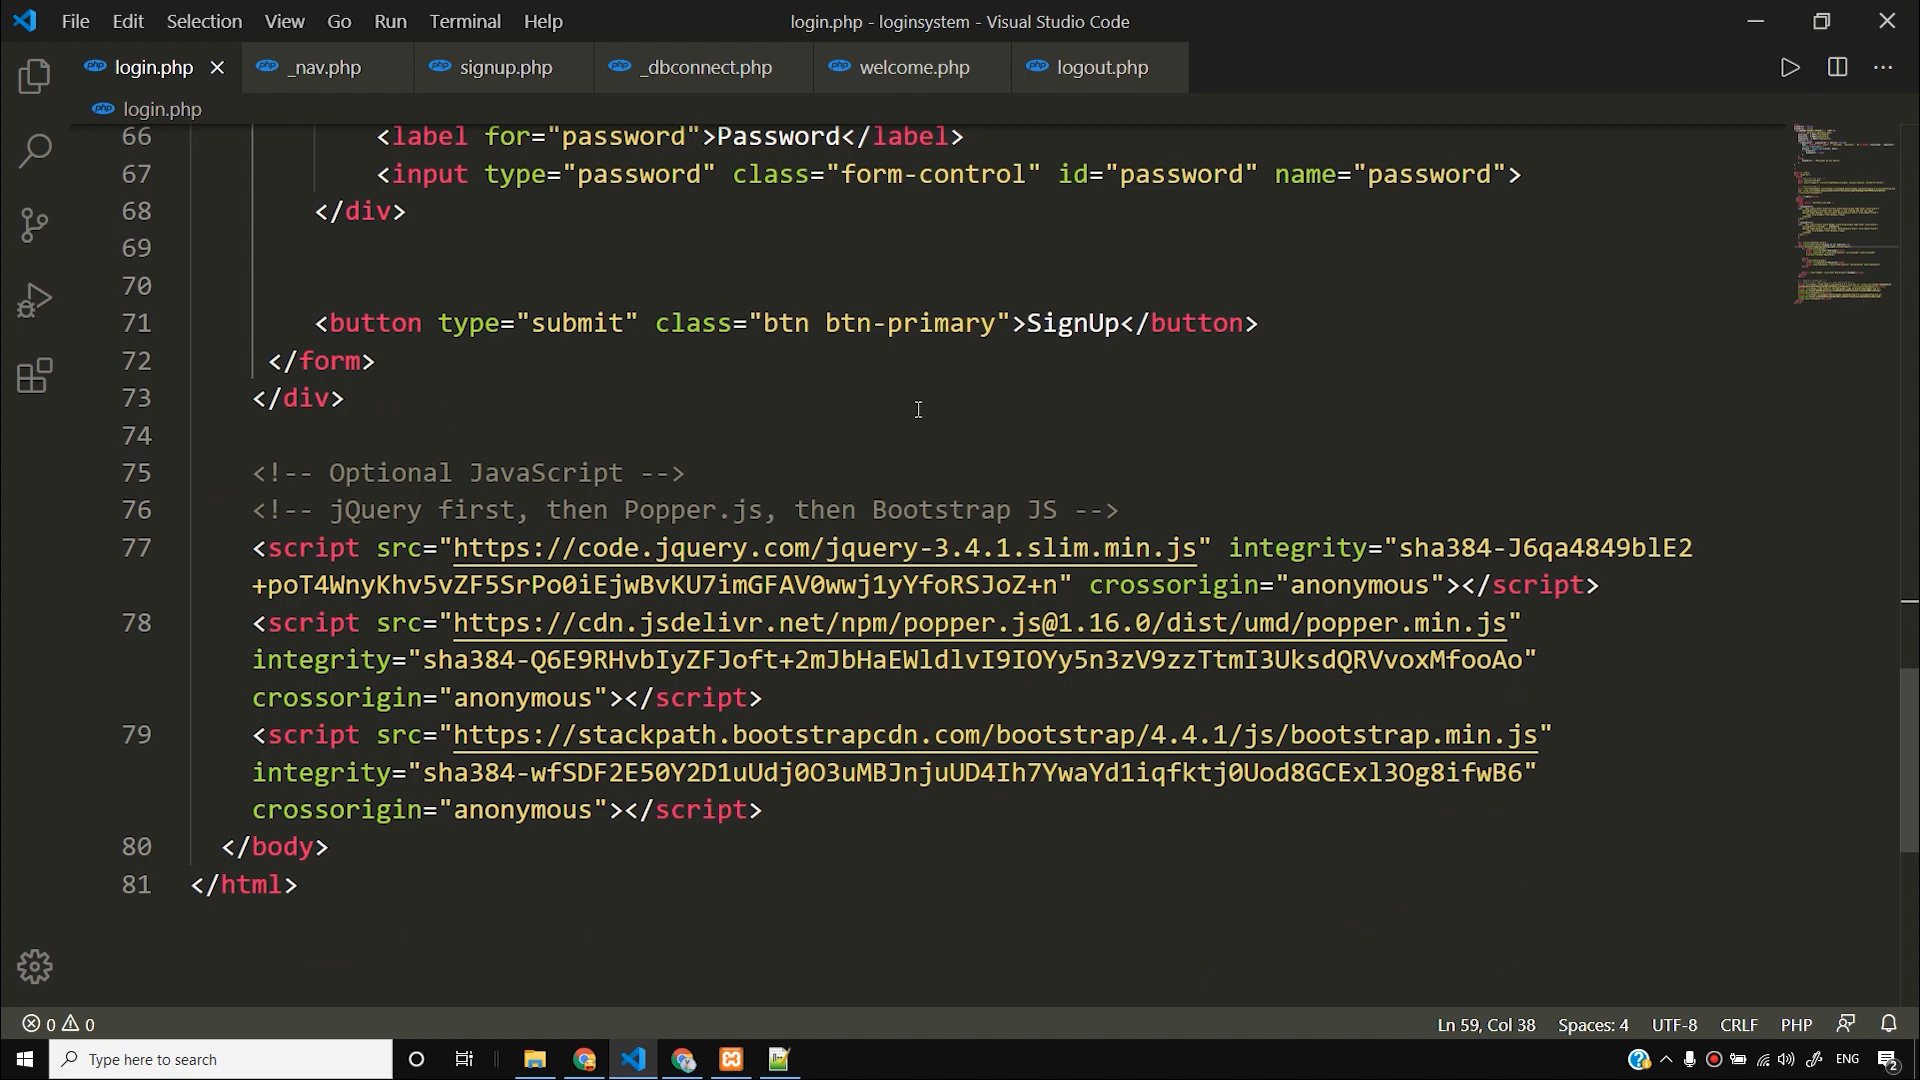 File Edit Selection View Go Run Terminal Help login.php - loginsystem - Visual Studio Code
login.php _nav.php signup.php _dbconnect.php welcome.php logout.php
login.php
66 <label for="password">Password</label>
67 <input type="password" class="form-control" id="password" name="password">
68 </div>
69
70
71 <button type="submit" class="btn btn-primary">SignUp</button>
72 </form>
73 </div>
74
75 <!-- Optional JavaScript -->
76 <!-- jQuery first, then Popper.js, then Bootstrap JS -->
77 <script src="https://code.jquery.com/jquery-3.4.1.slim.min.js" integrity="sha384-J6qa4849blE2
+poT4WnyKhv5vZF5SrPo0iEjwBvKU7imGFAV0wwj1yYfoRSJoZ+n" crossorigin="anonymous"></script>
78 <script src="https://cdn.jsdelivr.net/npm/popper.js@1.16.0/dist/umd/popper.min.js"
integrity="sha384-Q6E9RHvbIyZFJoft+2mJbHaEWldlvI9IOYy5n3zV9zzTtmI3UksdQRVvoxMfooAo"
crossorigin="anonymous"></script>
79 <script src="https://stackpath.bootstrapcdn.com/bootstrap/4.4.1/js/bootstrap.min.js"
integrity="sha384-wfSDF2E50Y2D1uUdj0O3uMBJnjuUD4Ih7YwaYd1iqfktj0Uod8GCExl3Og8ifwB6"
crossorigin="anonymous"></script>
80 </body>
81 </html>
0 0 Ln 59, Col 38 Spaces: 4 UTF-8 CRLF PHP
Type here to search ENG 2